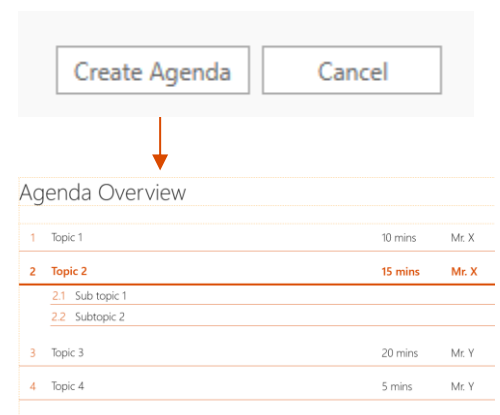 Create Agenda Cancel
Agenda Overview
1 Topic 1 10 mins Mr. X
2 Topic 2 15 mins Mr. X
2.1 Sub topic 1
2.2 Subtopic 2
3 Topic 3 20 mins Mr. Y
4 Topic 4 5 mins Mr. Y